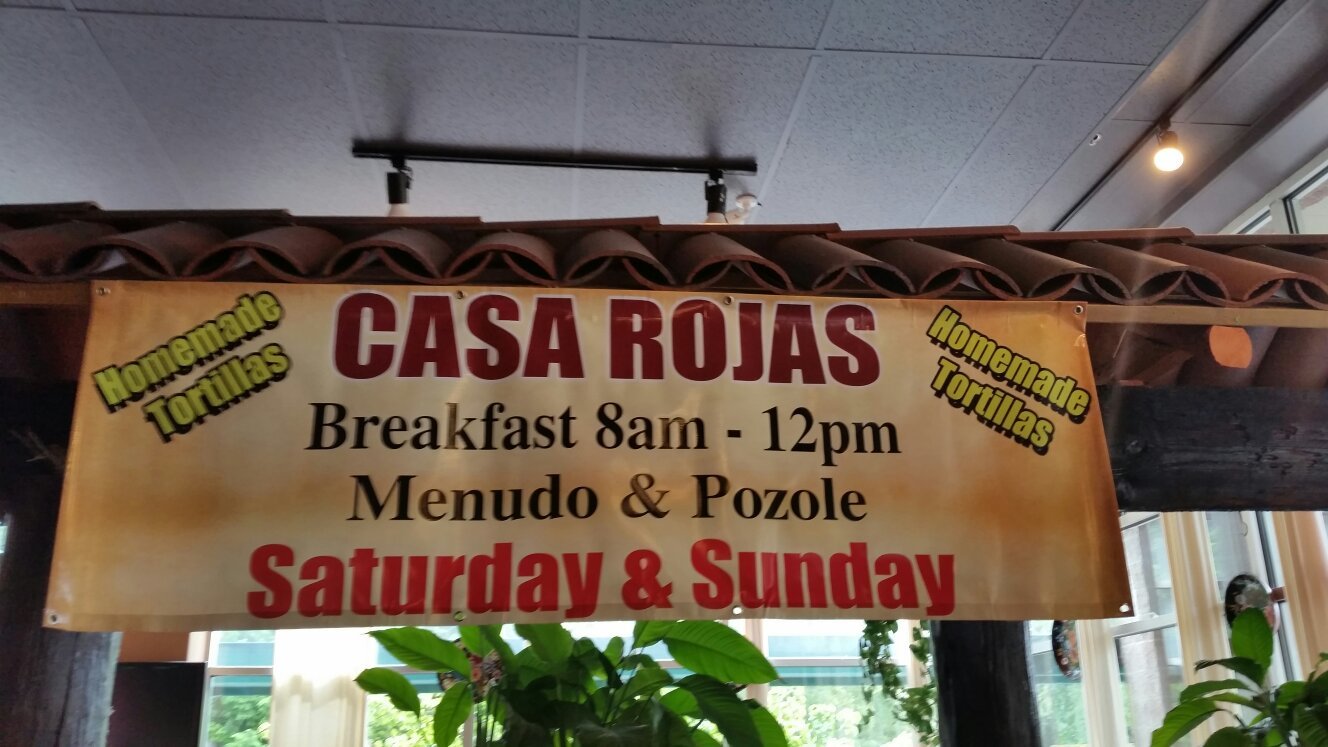 Homemade
Tortillas
CASA ROJAS
Breakfast 8am - 12pm
Menudo & Pozole
Saturday & Sunday
Homemade
Tortillas